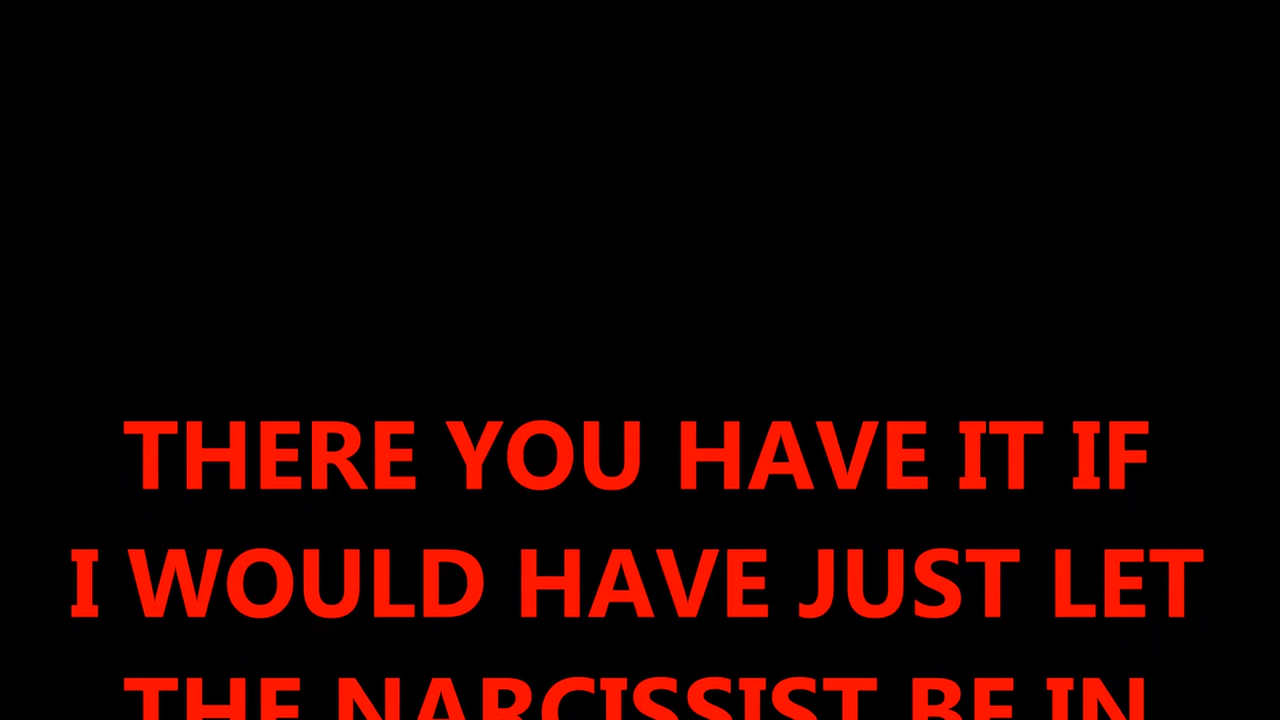 THERE YOU HAVE IT IF
I WOULD HAVE JUST LET
THE NARCISSIST BE IN